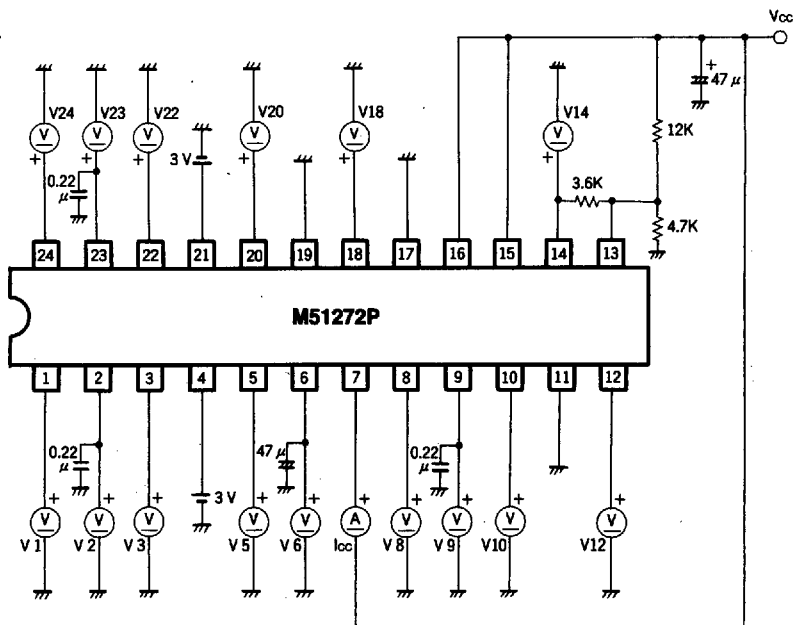 Vcc
+
47 μ
V24
V23
V22
V20
V18
V14
V
V
V
V
V
V
+
+
+
+
+
+
3 V
12K
0.22
μ
3.6K
4.7K
24
23
22
21
20
19
18
17
16
15
14
13
M51272P
1
2
3
4
5
6
7
8
9
10
11
12
0.22
μ
47 μ
0.22
μ
3 V
+
+
+
+
+
+
+
+
+
+
V
V
V
V
V
A
V
V
V
V
V 1
V 2
V 3
V 5
V 6
Icc
V 8
V 9
V10
V12